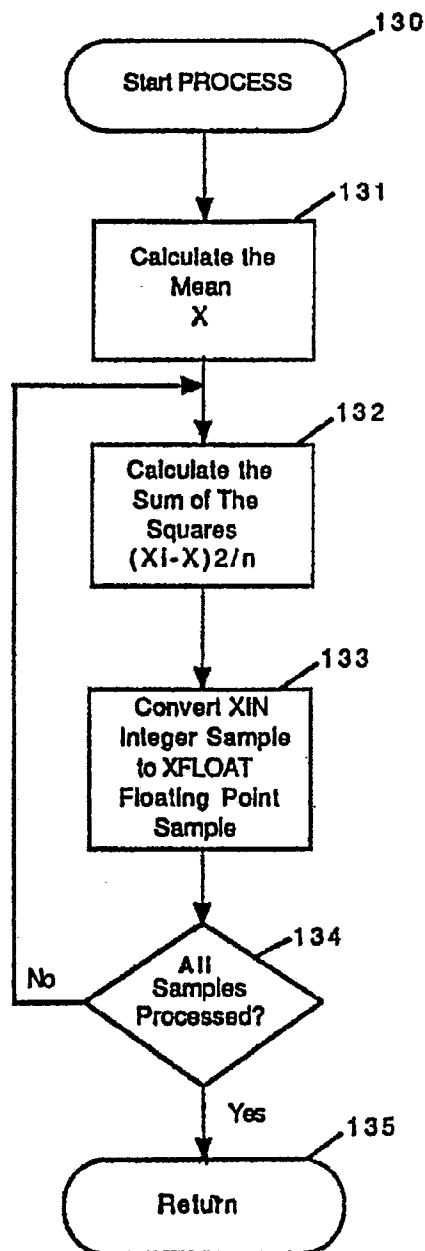 130
Start PROCESS
131
Calculate the
Mean
X
132
Calculate the
Sum of The
Squares
(Xi-X)2/n
133
Convert XIN
Integer Sample
to XFLOAT
Floating Point
Sample
134
All
Samples
Processed?
No
Yes
135
Return